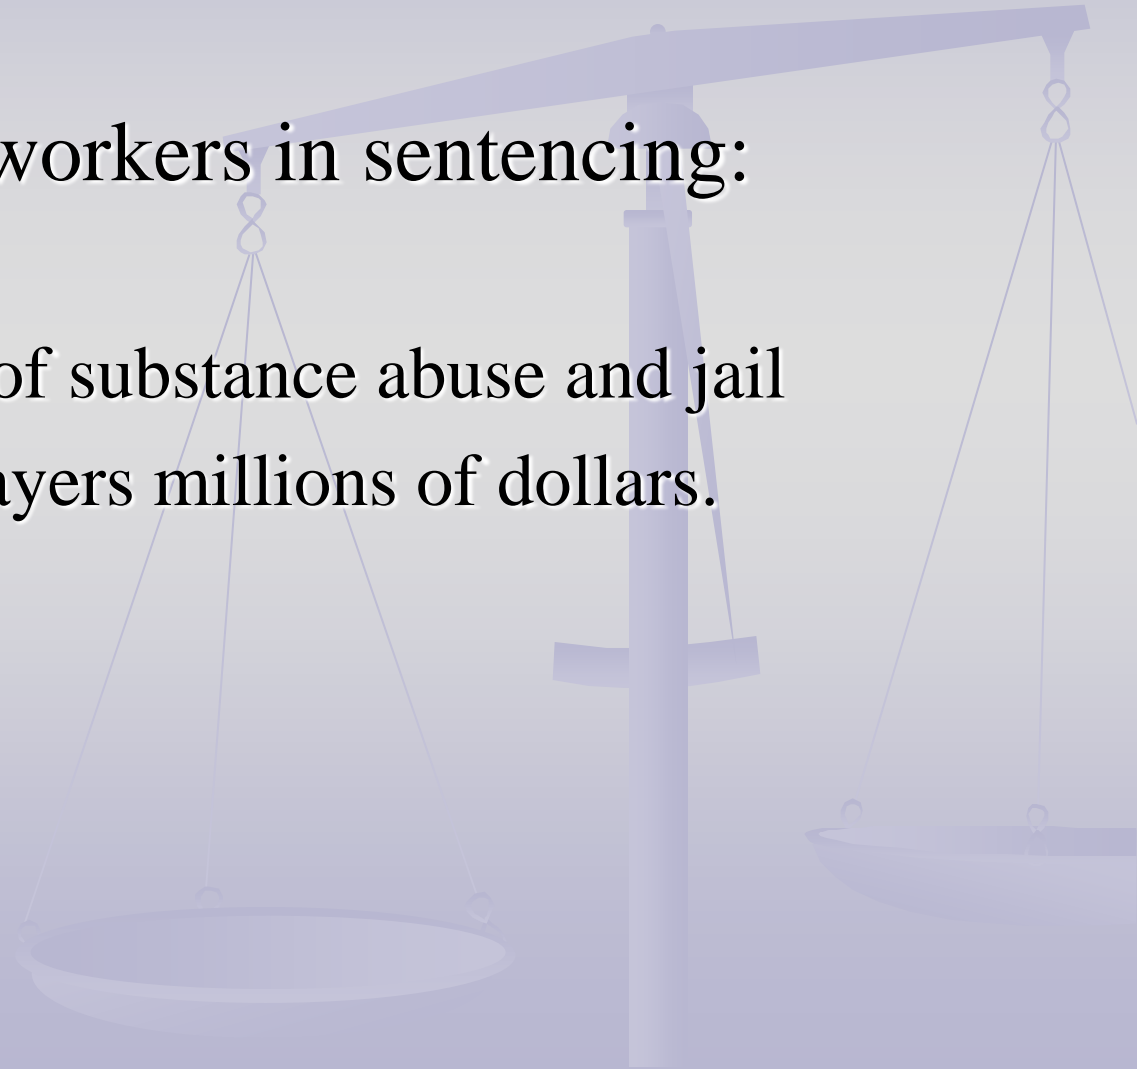 workers in sentencing:
of substance abuse and jail
ayers millions of dollars.